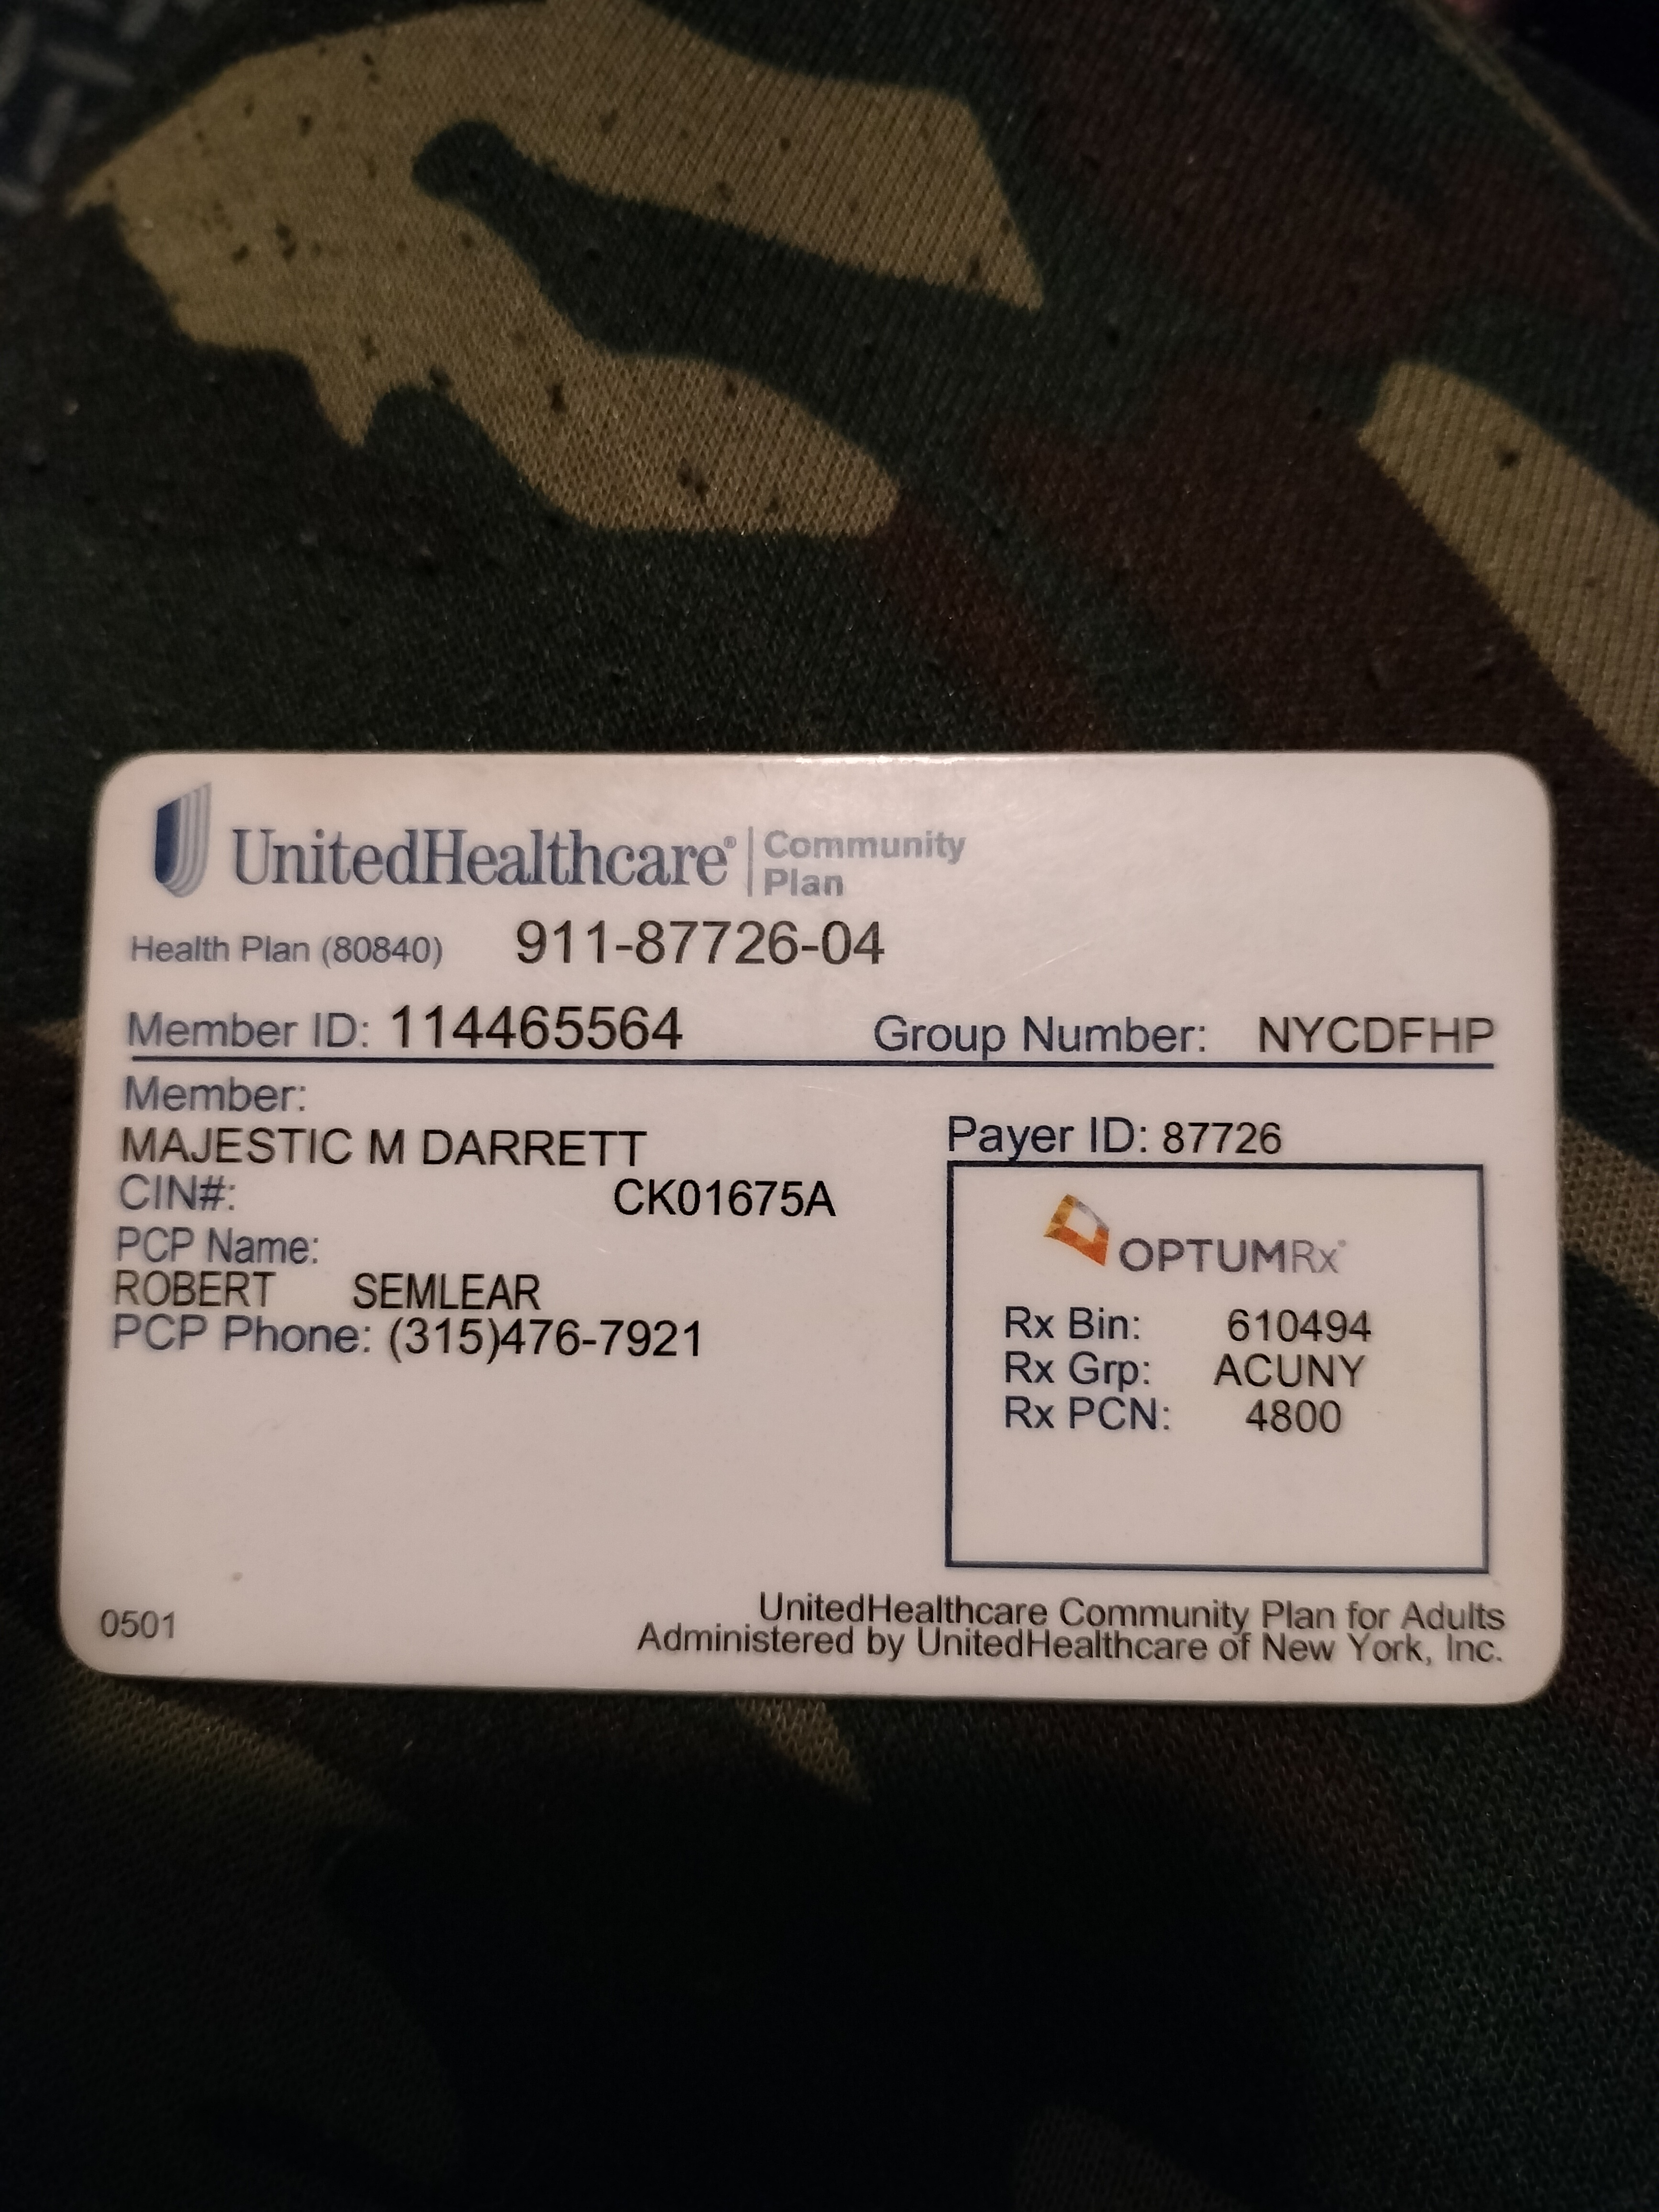 UnitedHealthcare® | Community Plan
Health Plan (80840) 911-87726-04
Member ID: 114465564 Group Number: NYCDFHP
Member:
MAJESTIC M DARRETT
CIN#: CK01675A
PCP Name:
ROBERT SEMLEAR
PCP Phone: (315)476-7921
Payer ID: 87726
OPTUMRx®
Rx Bin: 610494
Rx Grp: ACUNY
Rx PCN: 4800
0501
UnitedHealthcare Community Plan for Adults
Administered by UnitedHealthcare of New York, Inc.